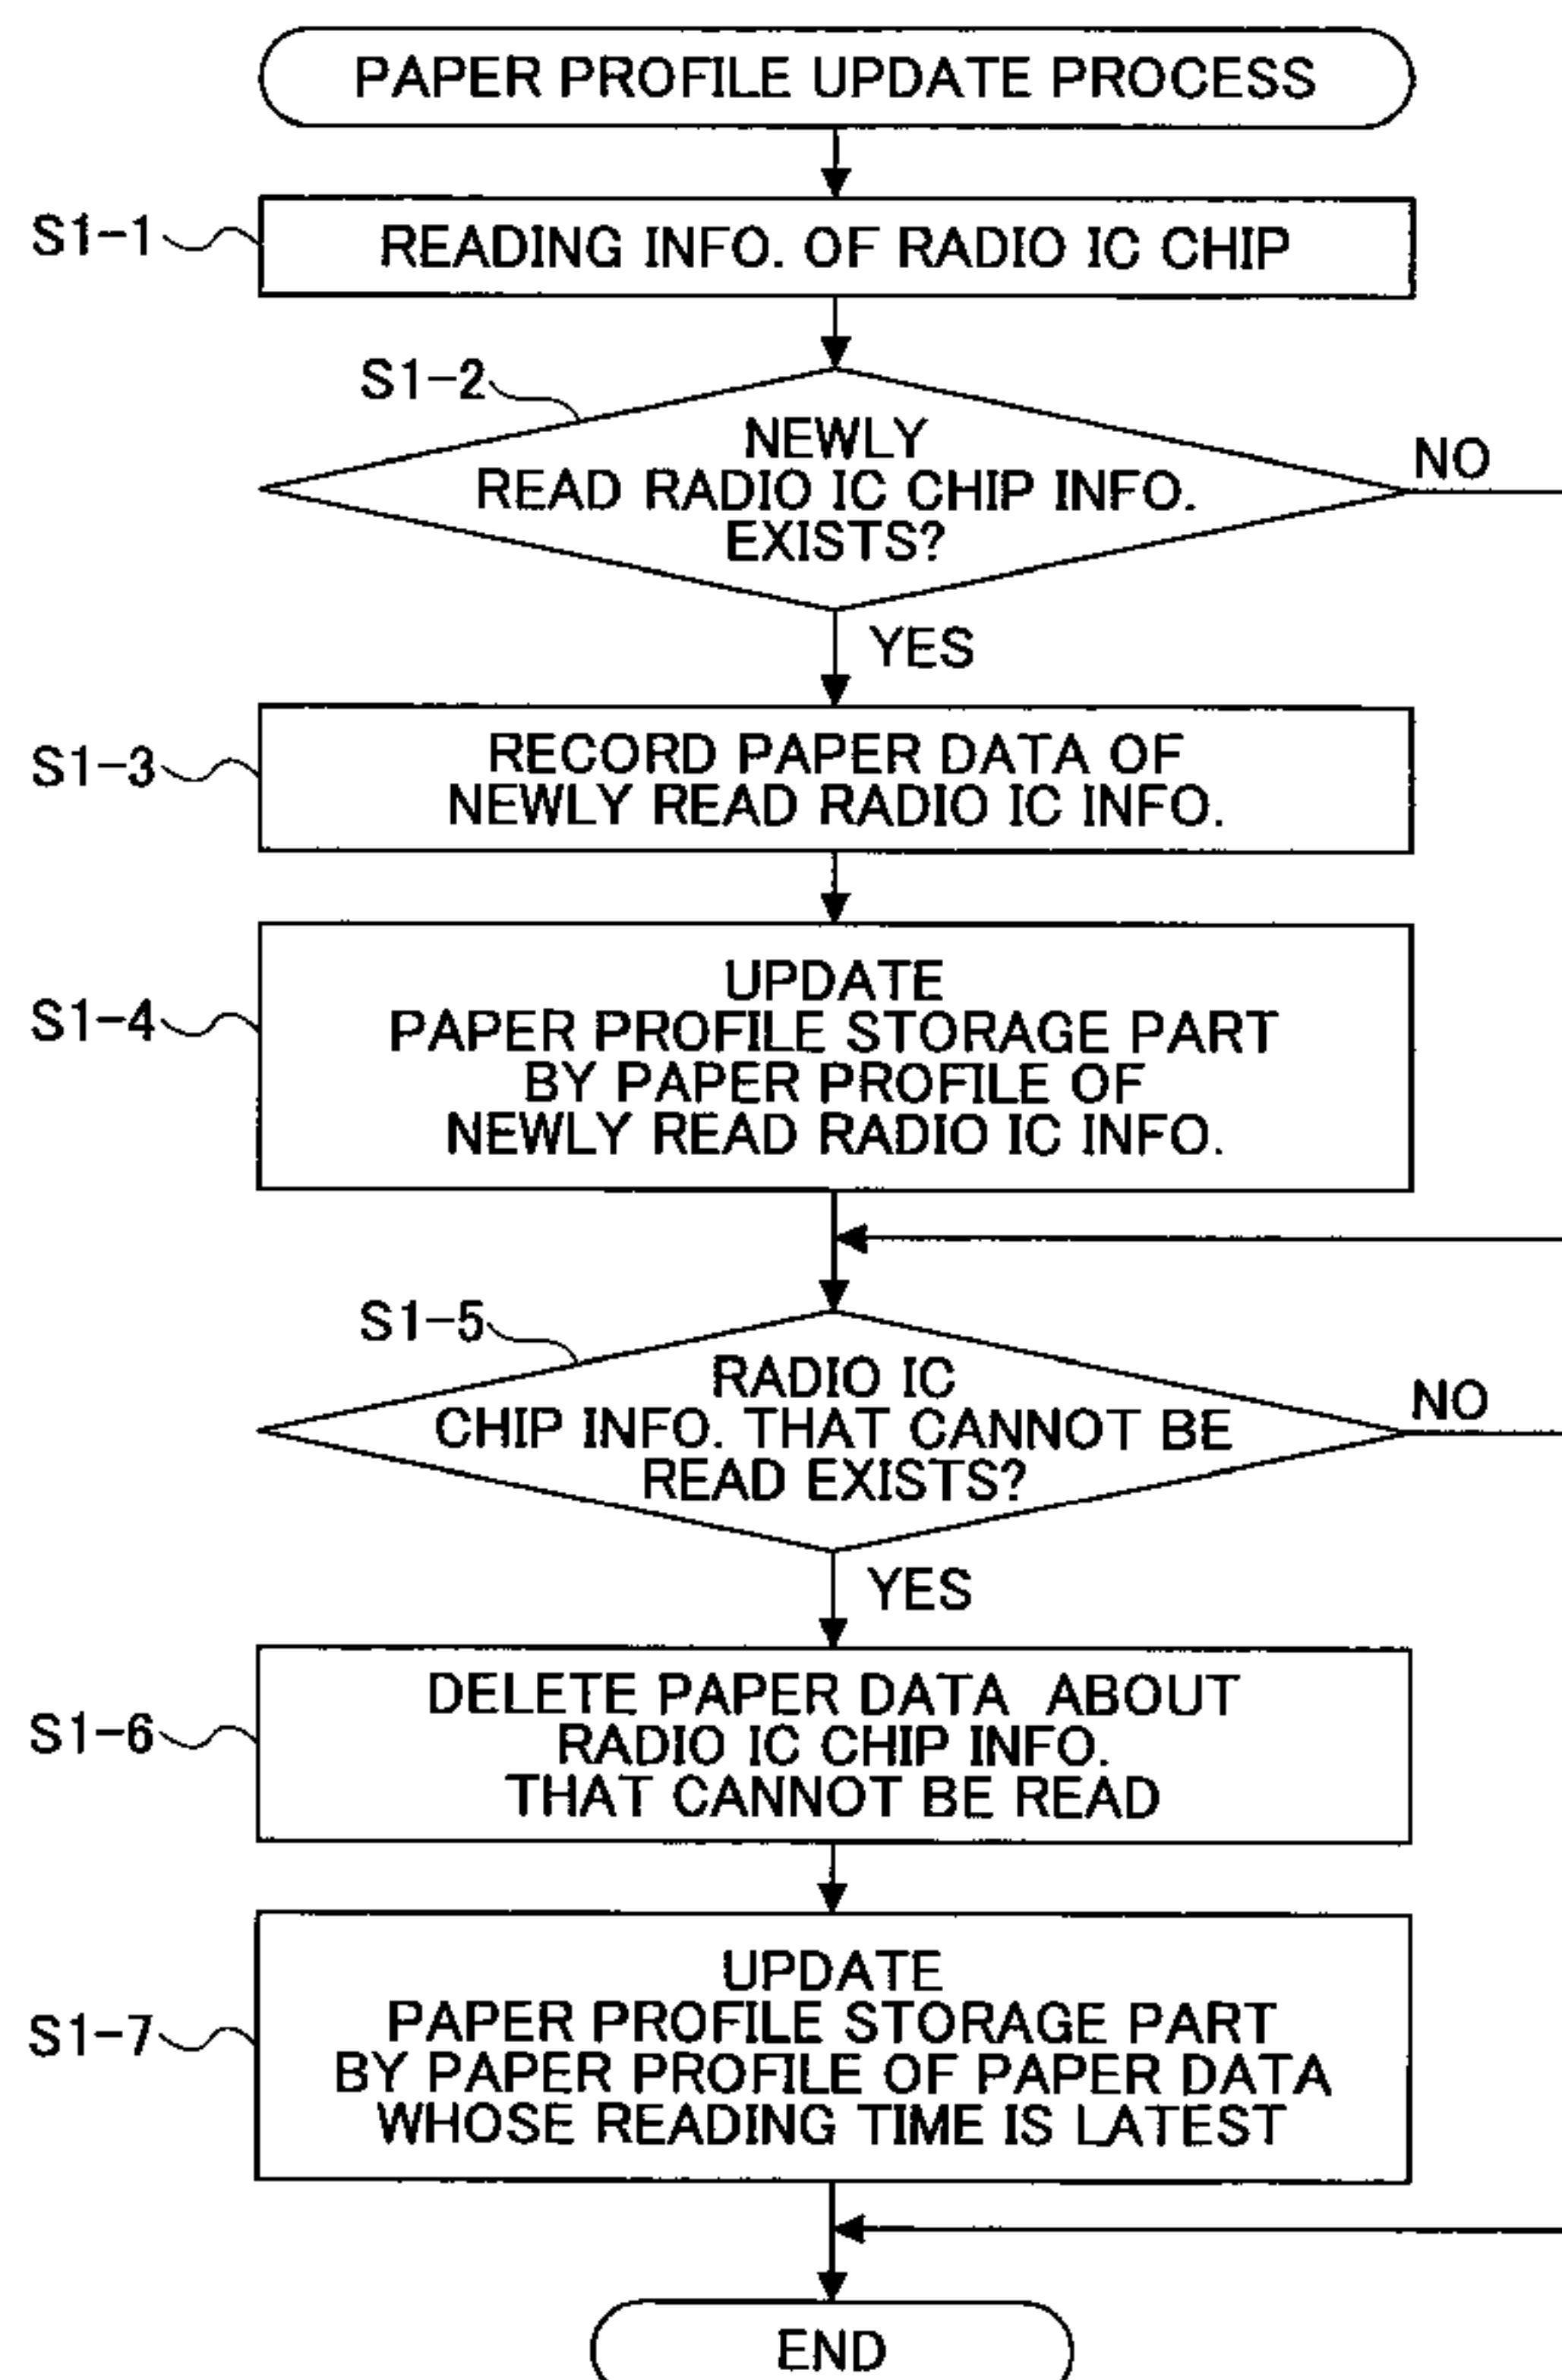 PAPER PROFILE UPDATE PROCESS
S1-1
READING INFO. OF RADIO IC CHIP
S1-2
NEWLY
READ RADIO IC CHIP INFO.
EXISTS?
NO
YES
S1-3
RECORD PAPER DATA OF
NEWLY READ RADIO IC INFO.
S1-4
UPDATE
PAPER PROFILE STORAGE PART
BY PAPER PROFILE OF
NEWLY READ RADIO IC INFO.
S1-5
RADIO IC
CHIP INFO. THAT CANNOT BE
READ EXISTS?
NO
YES
S1-6
DELETE PAPER DATA ABOUT
RADIO IC CHIP INFO.
THAT CANNOT BE READ
S1-7
UPDATE
PAPER PROFILE STORAGE PART
BY PAPER PROFILE OF PAPER DATA
WHOSE READING TIME IS LATEST
END